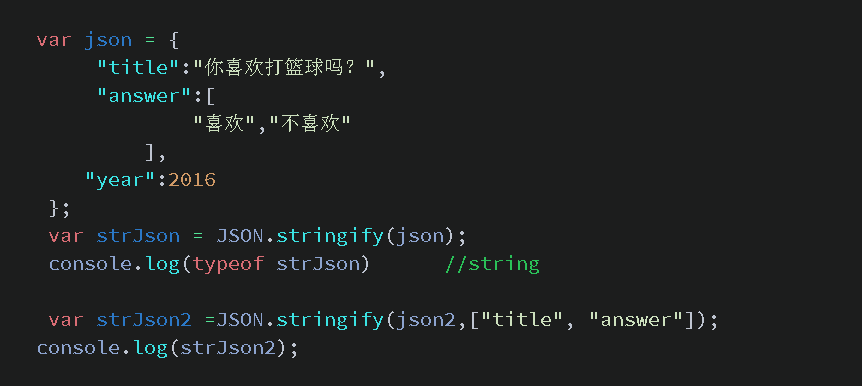 var json = {
"title":"你喜欢打篮球吗？",
"answer":[
"喜欢","不喜欢"
],
"year":2016
};
var strJson = JSON.stringify(json);
console.log(typeof strJson) //string
var strJson2 =JSON.stringify(json2,["title", "answer"]);
console.log(strJson2);